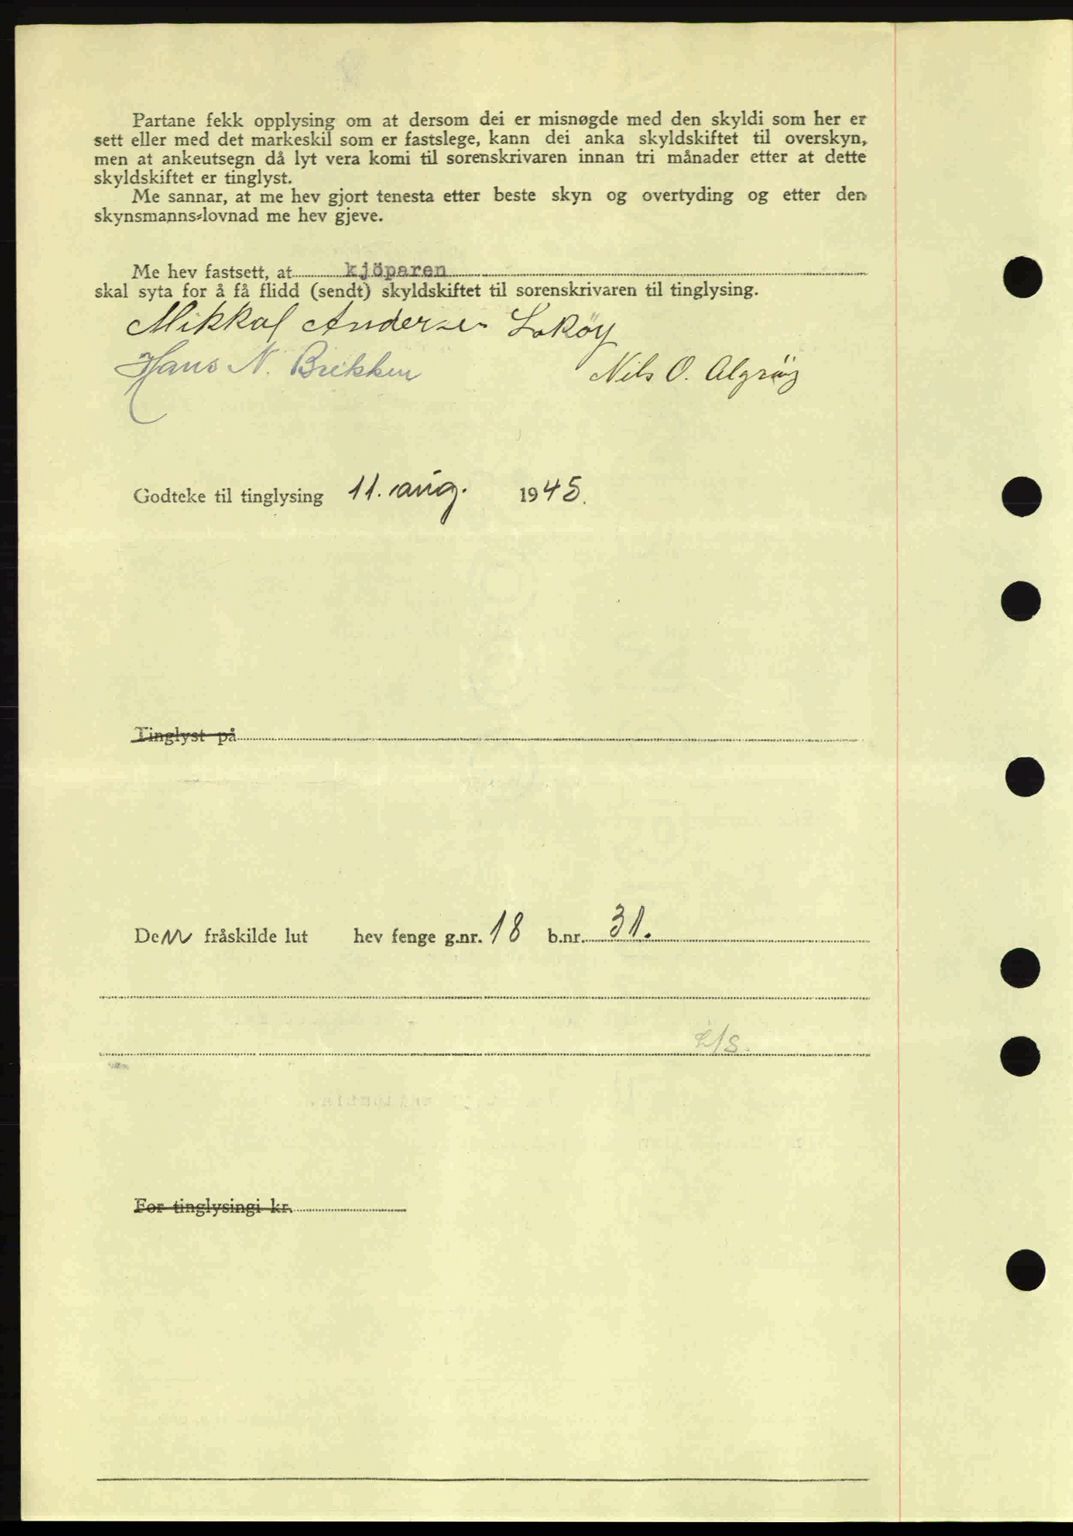 Partane fekk opplysing om at dersom dei er misnøgde med den skyldi som her er
sett eller med det markeskil som er fastslege, kann dei anka skyldskiftet til overskyn,
men at ankeutsegn då lyt vera komi til sorenskrivaren innan tri månader etter at dette
skyldskiftet er tinglyst.
Me sannar, at me hev gjort tenesta etter beste skyn og overtyding og etter den
skynsmanns-lovnad me hev gjeve.
Me hev fastsett, at kjöparen
skal syta for å få flidd (sendt) skyldskiftet til sorenskrivaren til tinglysing.
Mikkal Andersen Lokøy
Hans N. Brekken Nils O. Algrøy
Godteke til tinglysing 11. aug. 1945.
Tinglyst på
Den fråskilde lut hev fenge g.nr. 18 b.nr. 31.
For tinglysingi kr.